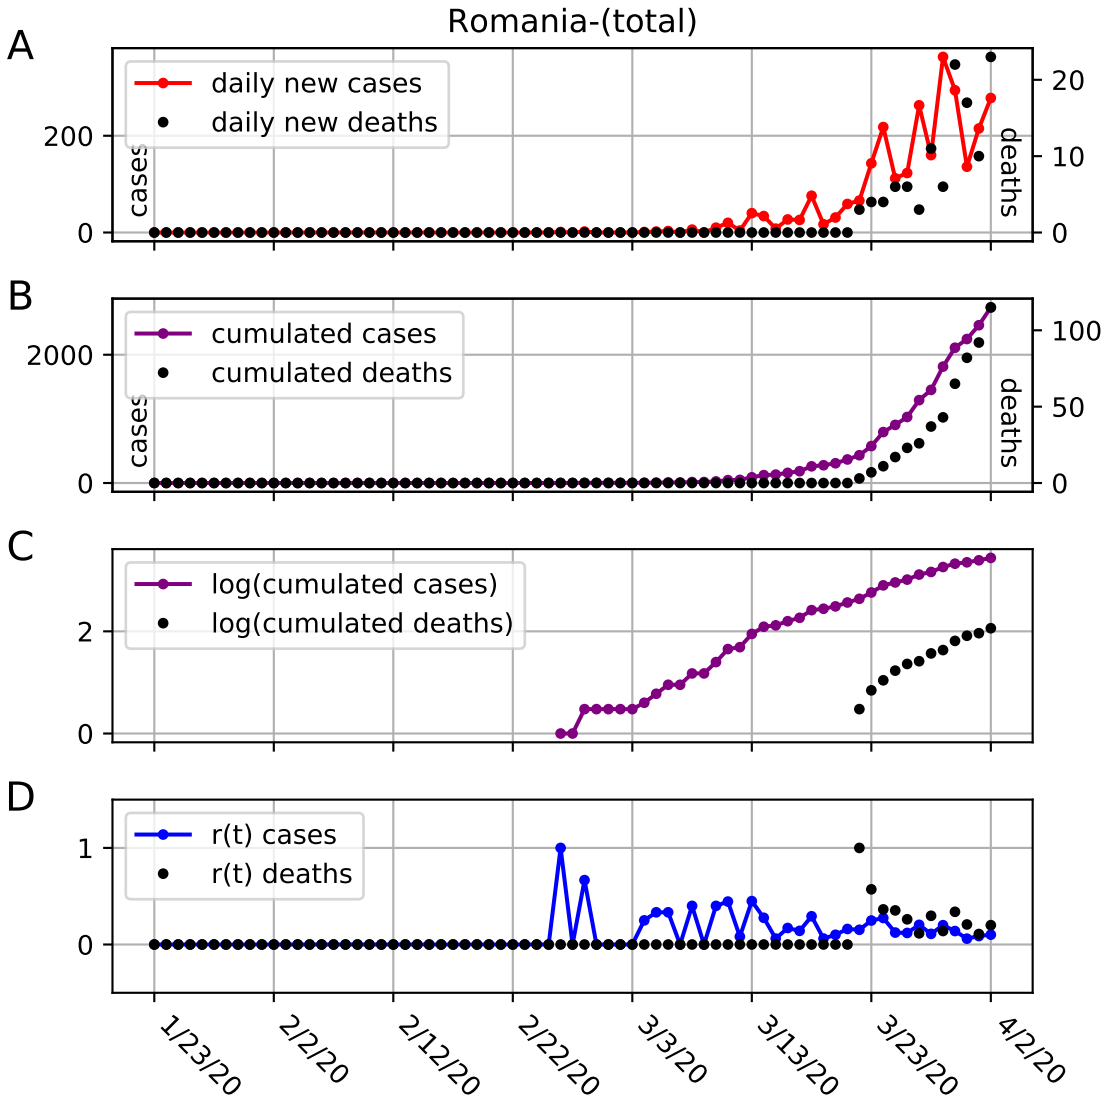 Romania-(total)
A
daily new cases
daily new deaths
200
0
cases
20
10
0
deaths
B
cumulated cases
cumulated deaths
2000
0
cases
100
50
0
deaths
C
log(cumulated cases)
log(cumulated deaths)
2
0
D
r(t) cases
r(t) deaths
1
0
1/23/20
2/2/20
2/12/20
2/22/20
3/3/20
3/13/20
3/23/20
4/2/20